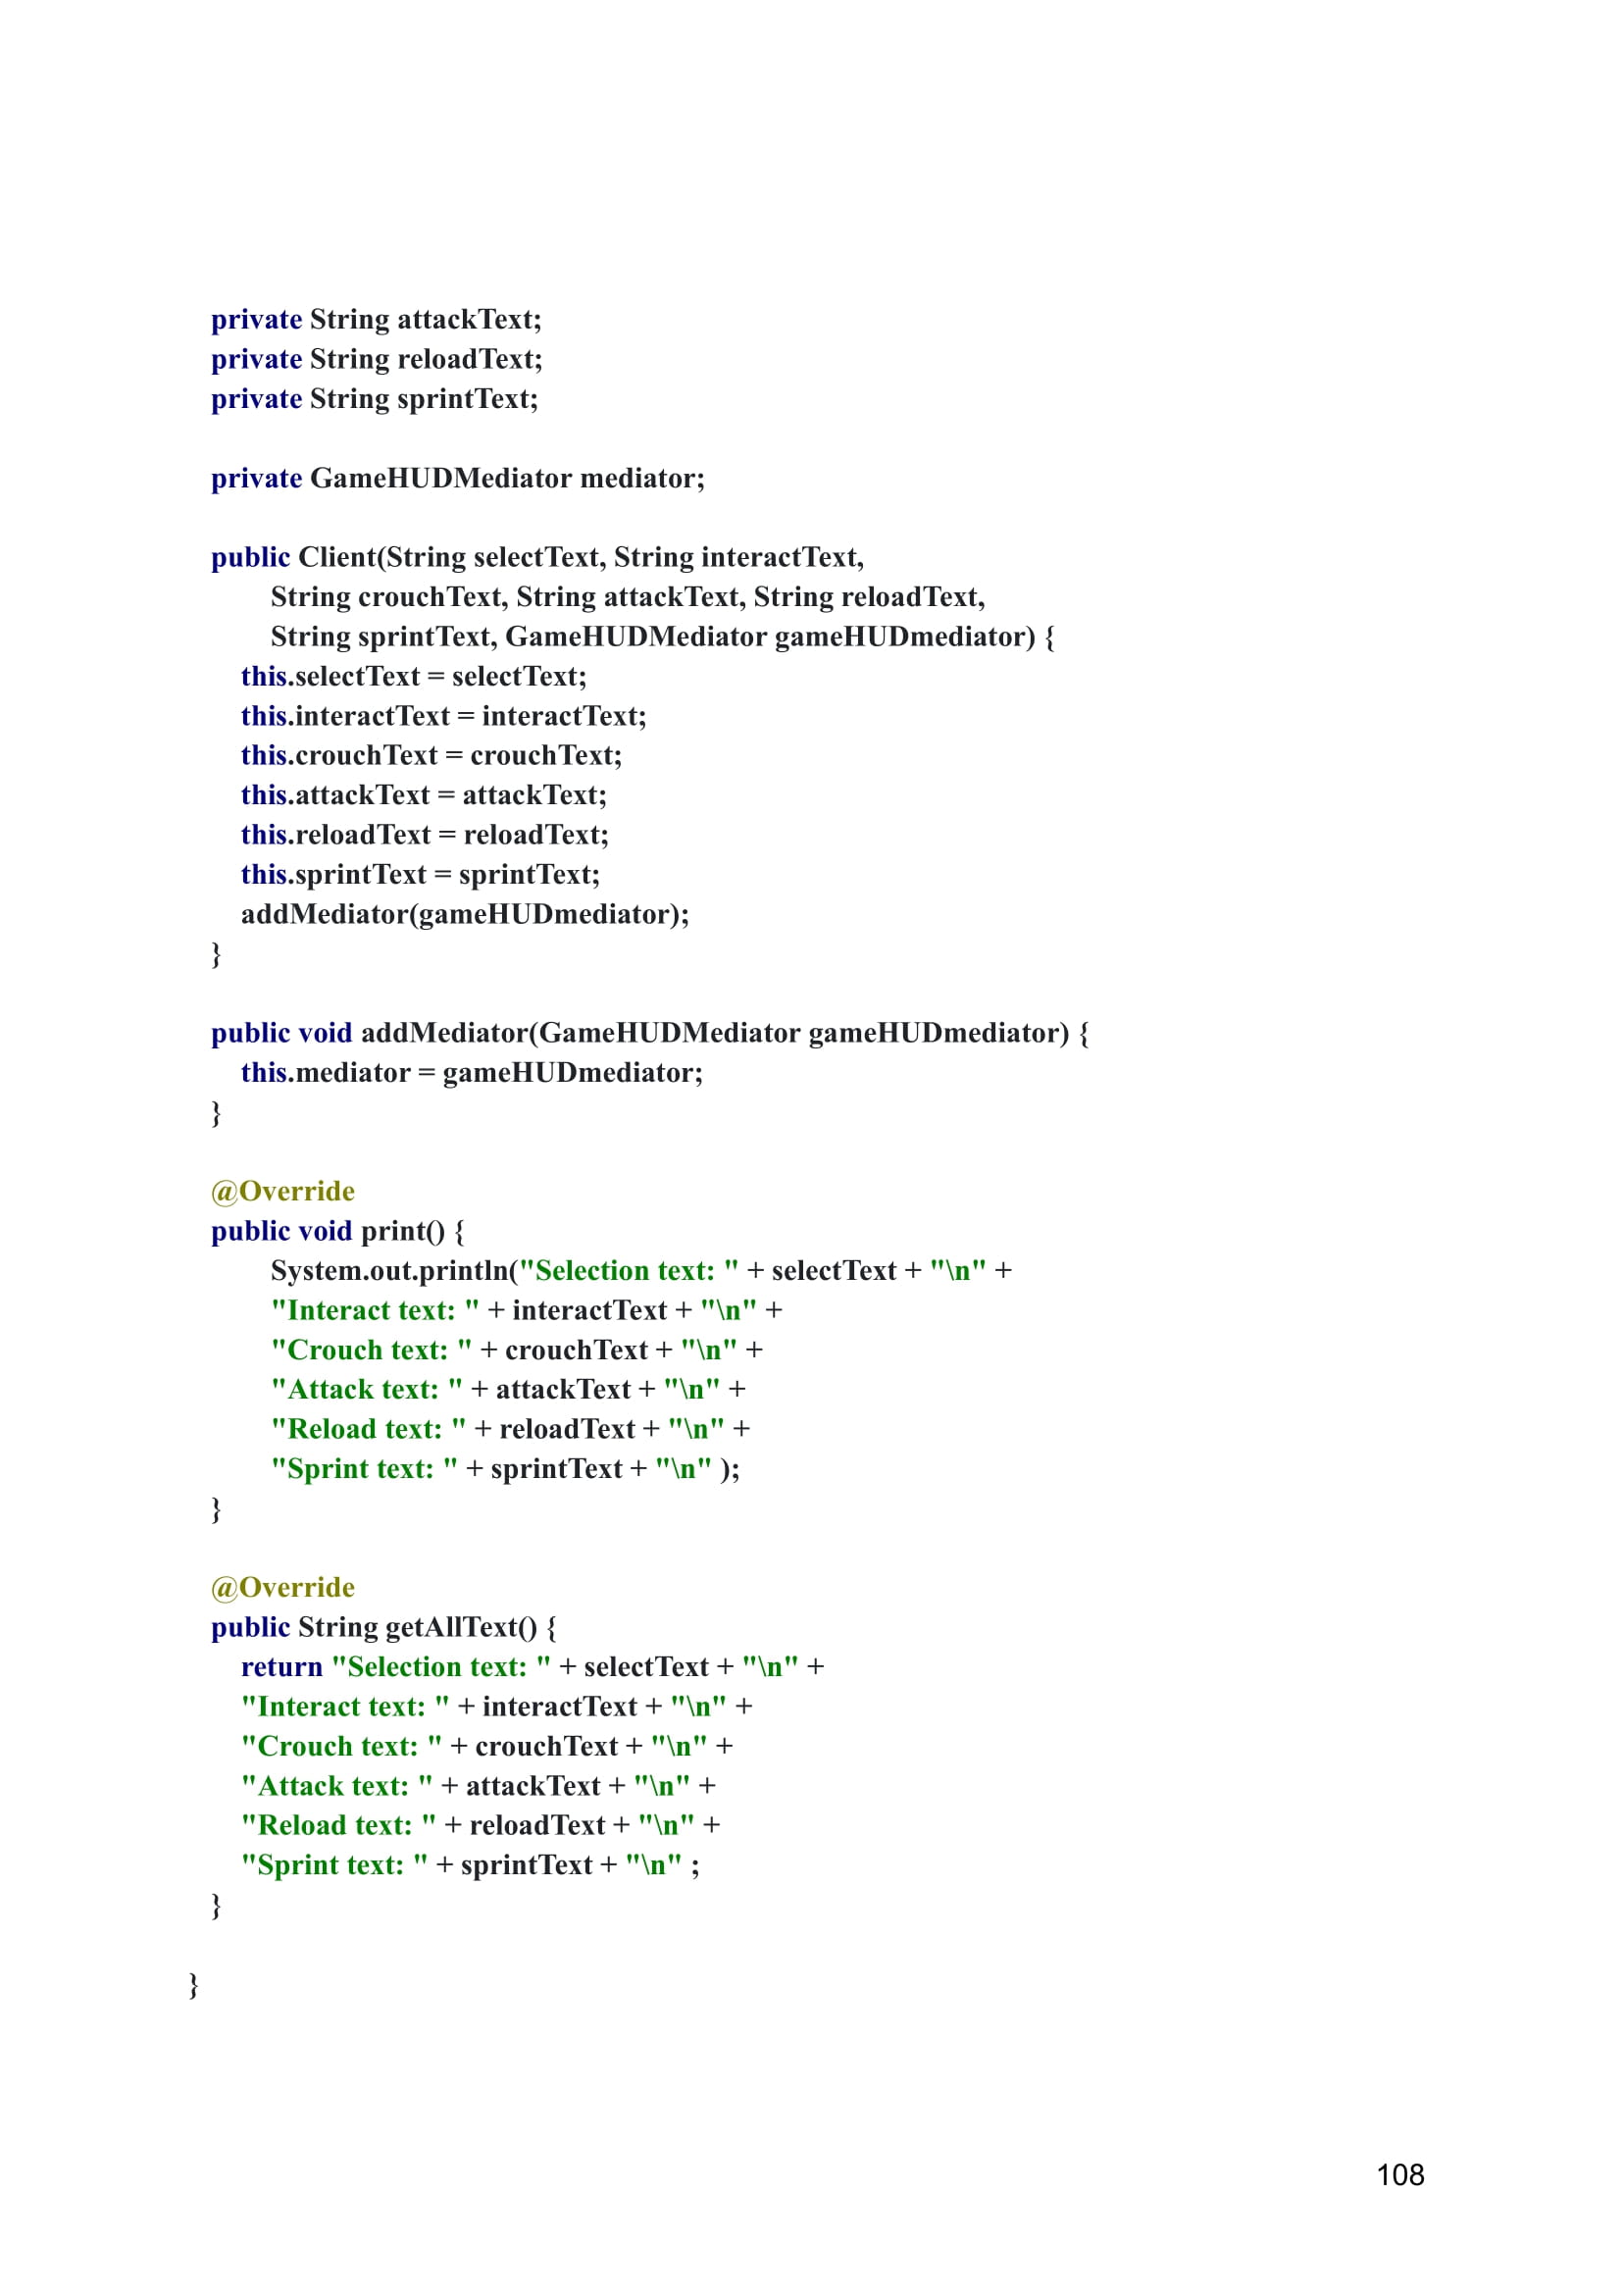 private String attackText;
private String reloadText;
private String sprintText;
private GameHUDMediator mediator;
public Client(String selectText, String interactText,
String crouchText, String attackText, String reloadText,
String sprintText, GameHUDMediator gameHUDmediator) {
this.selectText = selectText;
this.interactText = interactText;
this.crouchText = crouchText;
this.attackText = attackText;
this.reloadText = reloadText;
this.sprintText = sprintText;
addMediator(gameHUDmediator);
}
public void addMediator(GameHUDMediator gameHUDmediator) {
this.mediator = gameHUDmediator;
}
@Override
public void print() {
System.out.println("Selection text: " + selectText + "\n" +
"Interact text: " + interactText + "\n" +
"Crouch text: " + crouchText + "\n" +
"Attack text: " + attackText + "\n" +
"Reload text: " + reloadText + "\n" +
"Sprint text: " + sprintText + "\n" );
}
@Override
public String getAllText() {
return "Selection text: " + selectText + "\n" +
"Interact text: " + interactText + "\n" +
"Crouch text: " + crouchText + "\n" +
"Attack text: " + attackText + "\n" +
"Reload text: " + reloadText + "\n" +
"Sprint text: " + sprintText + "\n" ;
}
}
108